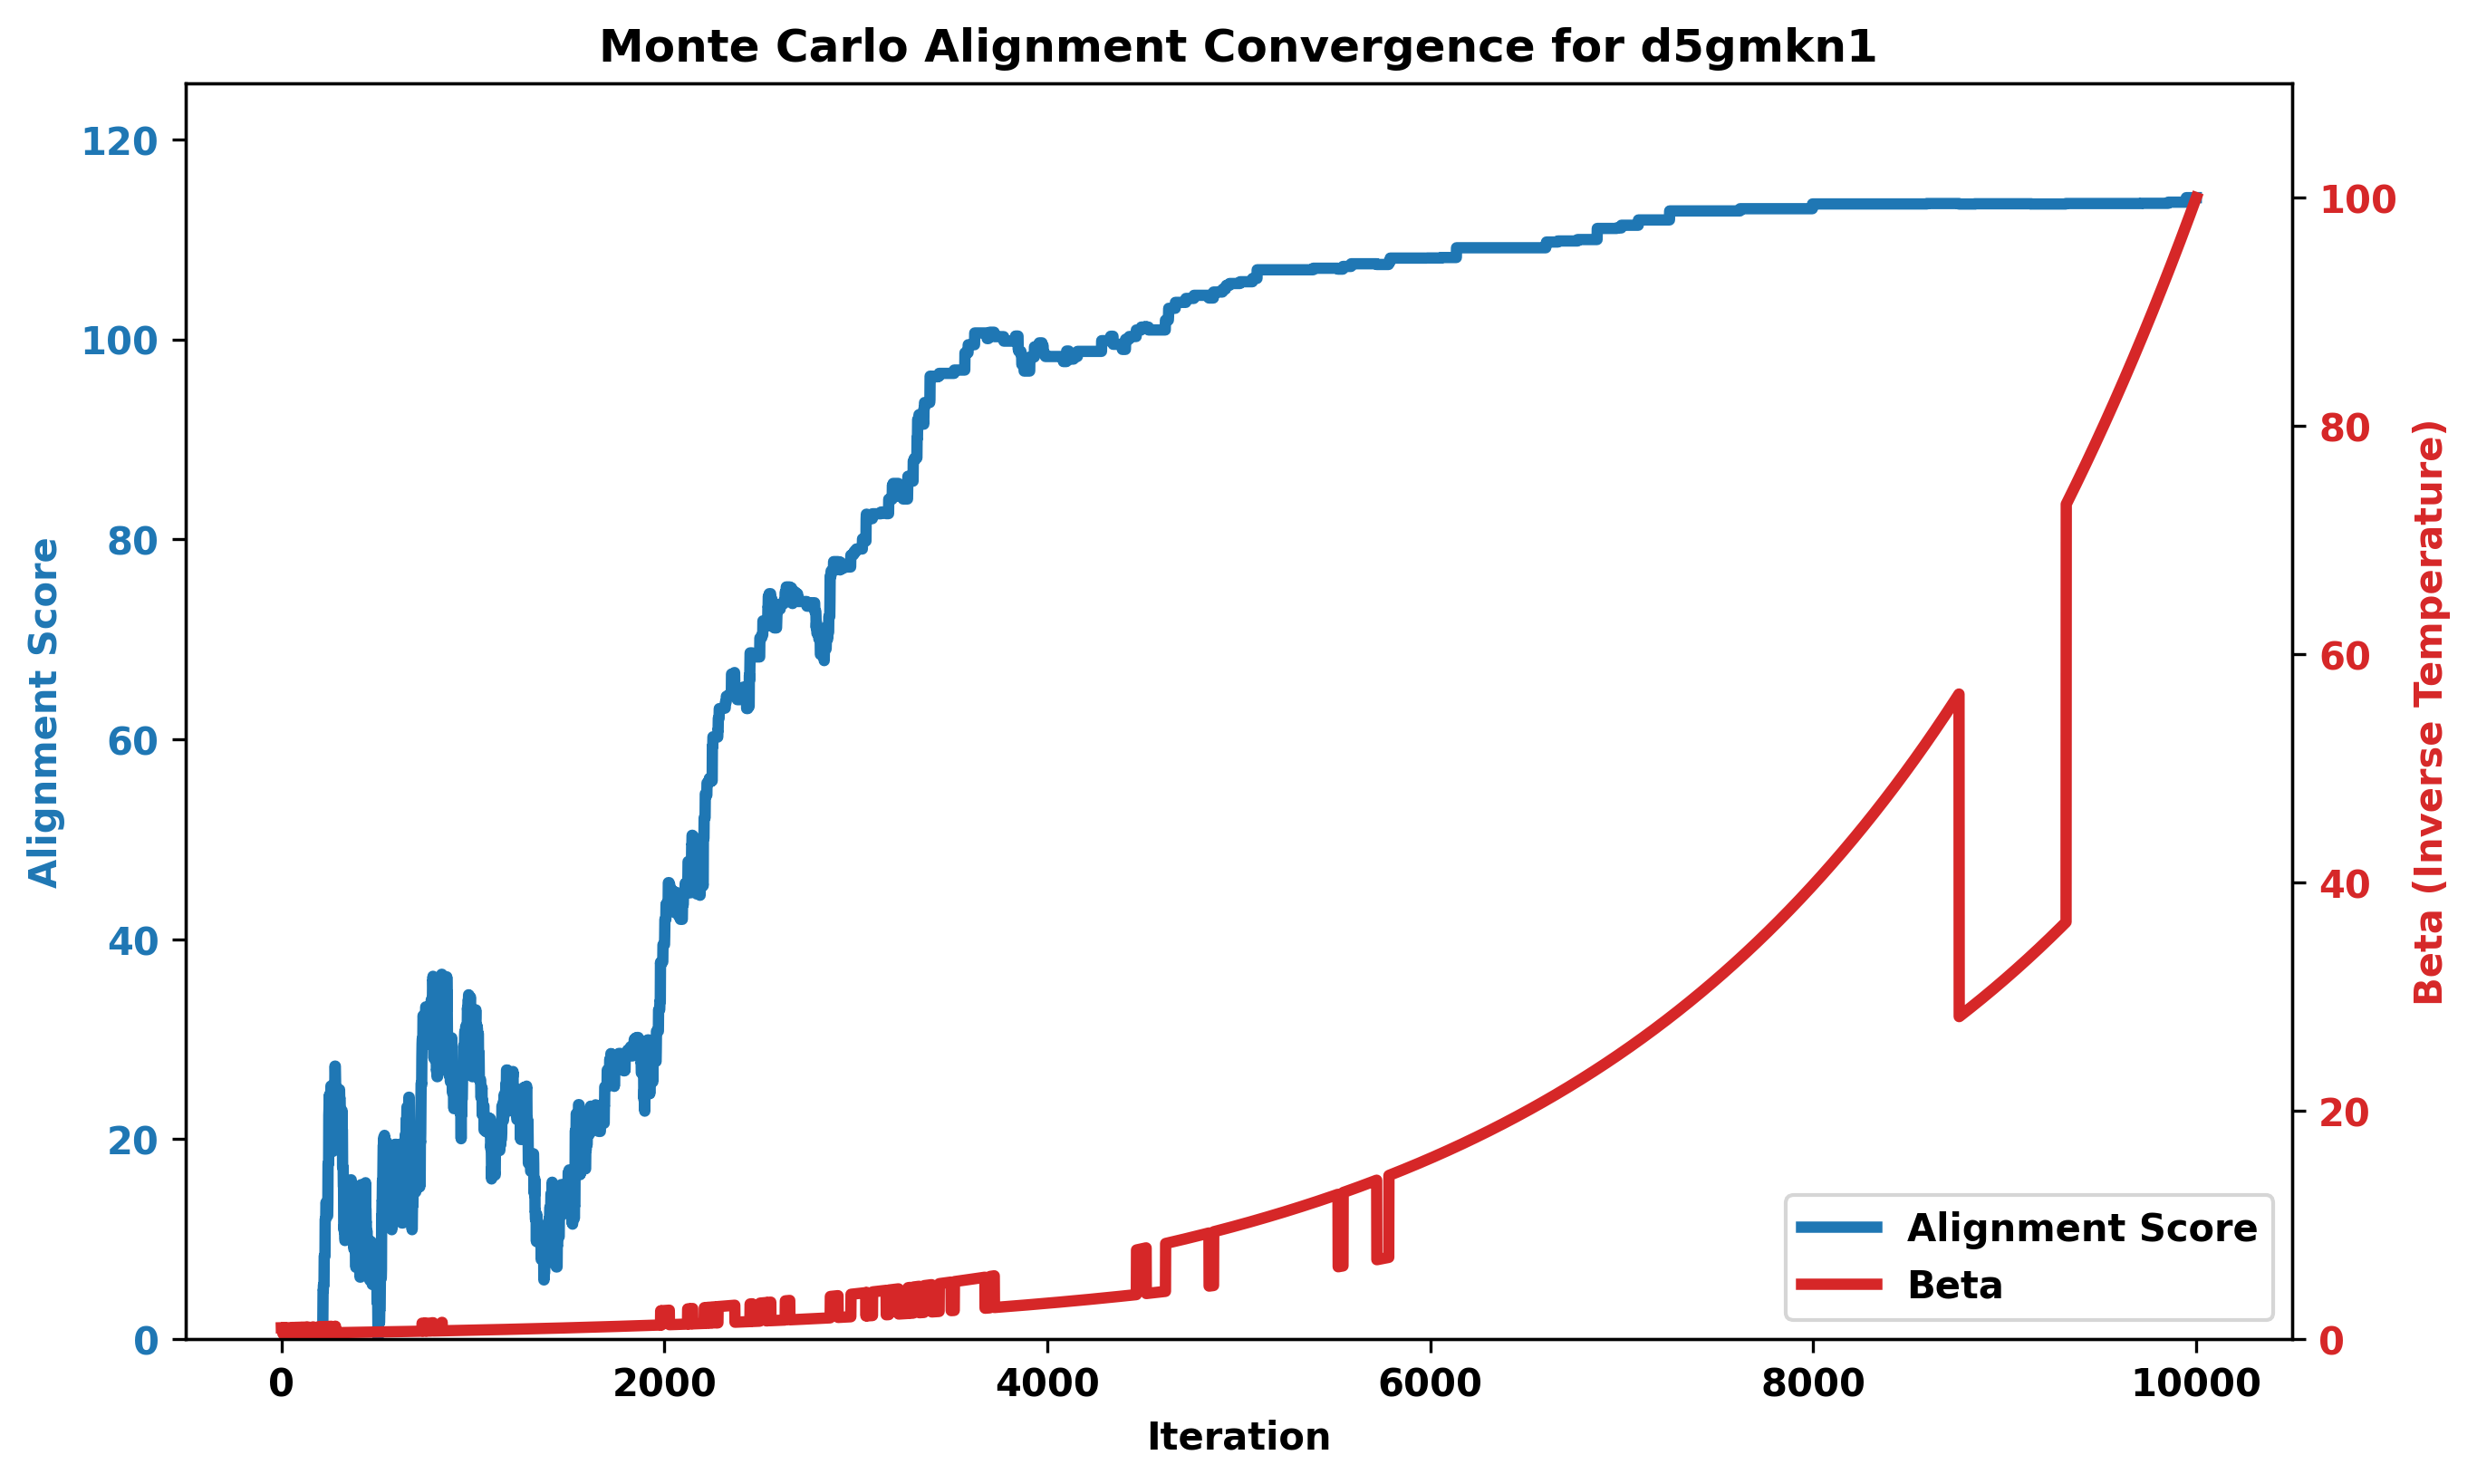 Monte Carlo Alignment Convergence for d5gmkn1
120
100
80
60
40
20
0
Alignment Score
100
80
60
40
20
0
Beta (Inverse Temperature)
Alignment Score
Beta
0 2000 4000 6000 8000 10000
Iteration